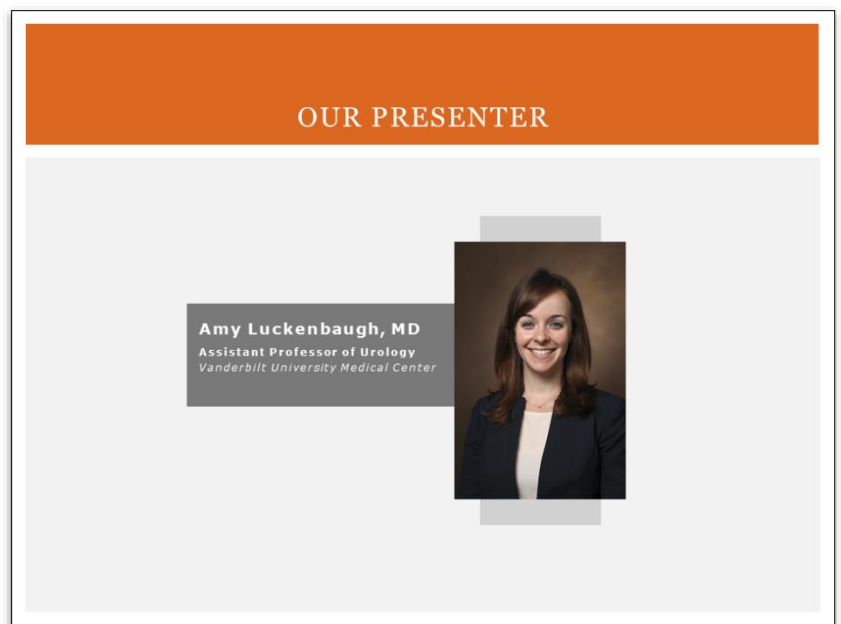 OUR PRESENTER
Amy Luckenbaugh, MD
Assistant Professor of Urology
Vanderbilt University Medical Center